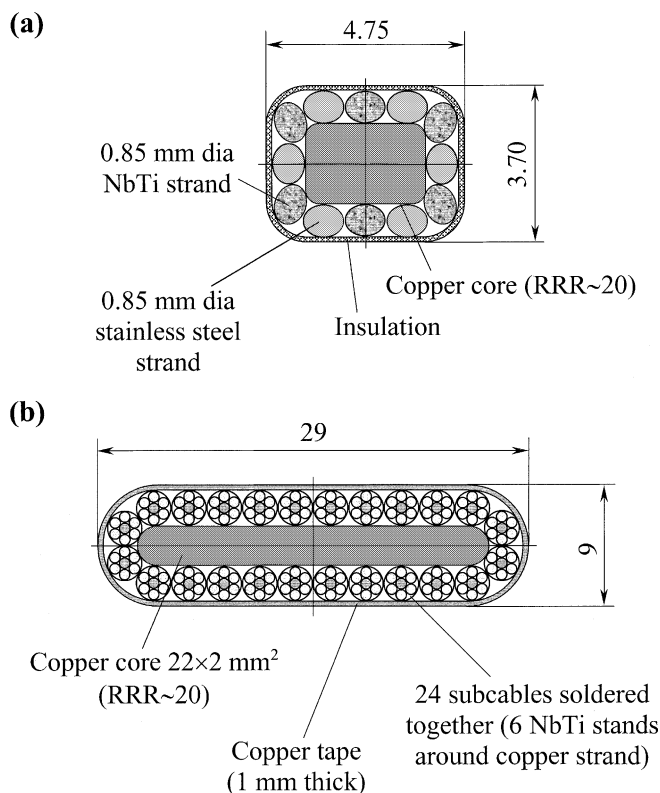 (a)
4.75
3.70
0.85 mm dia
NbTi strand
Copper core (RRR~20)
0.85 mm dia
stainless steel
strand
Insulation
(b)
29
9
Copper core 22×2 mm²
(RRR~20)
24 subcables soldered
together (6 NbTi stands
around copper strand)
Copper tape
(1 mm thick)